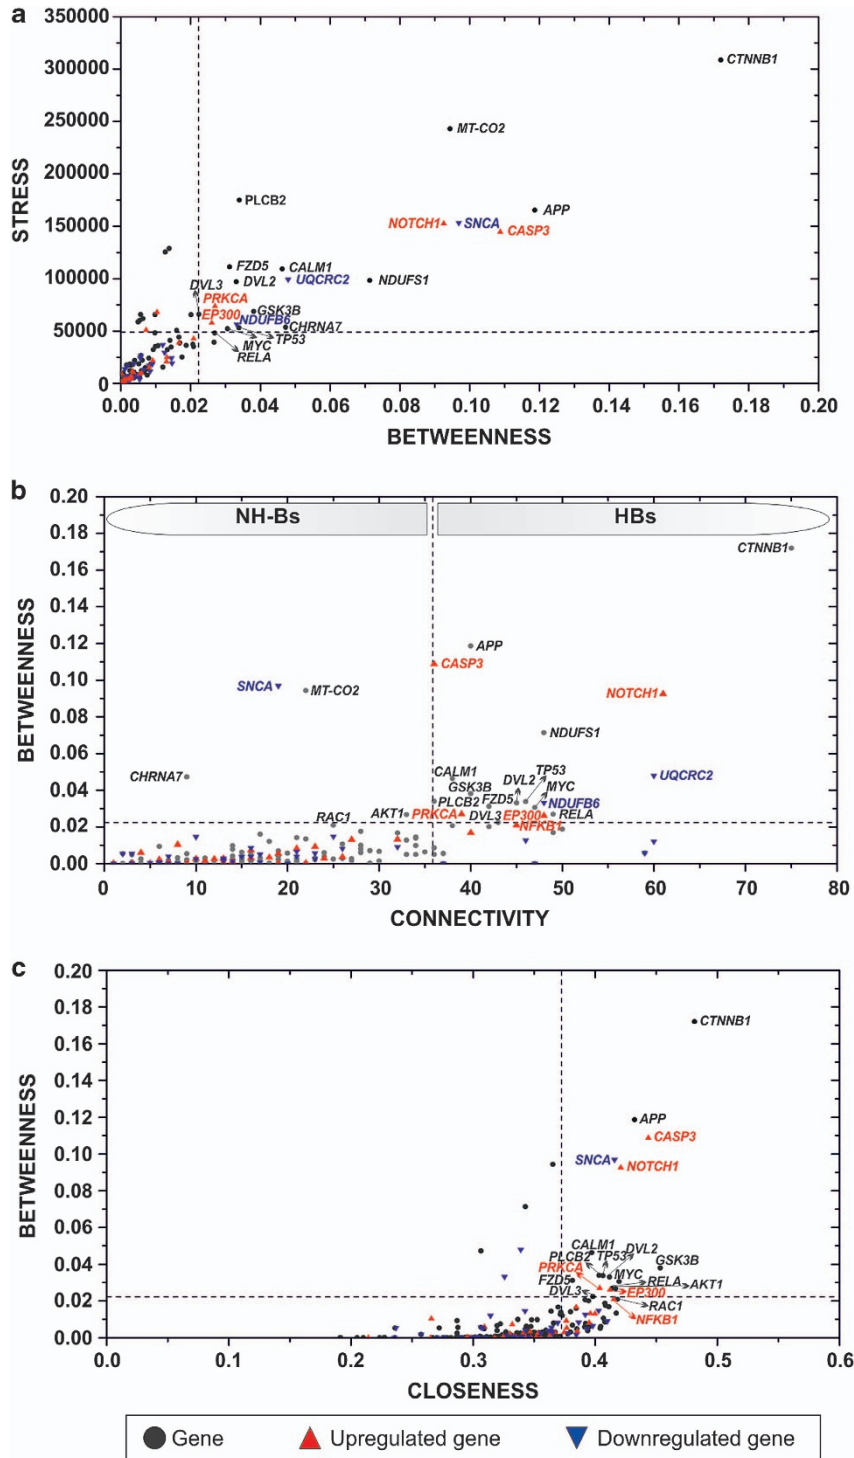 a
350000
300000
250000
200000
150000
100000
50000
0
STRESS
CTNNB1
MT-CO2
PLCB2
APP
NOTCH1
SNCA
CASP3
FZD5
CALM1
DVL2
UQCRC2
NDUFS1
DVL3
PRKCA
GSK3B
EP300
NDUFB6
CHRNA7
TP53
MYC
RELA
0.00 0.02 0.04 0.06 0.08 0.10 0.12 0.14 0.16 0.18 0.20
BETWEENNESS
b
0.20
0.18
0.16
0.14
0.12
0.10
0.08
0.06
0.04
0.02
0.00
BETWEENNESS
NH-Bs HBs
CTNNB1
APP
CASP3
SNCA
MT-CO2
NOTCH1
NDUFS1
CHRNA7
CALM1
DVL2
TP53
UQCRC2
GSK3B
MYC
PLCB2
FZD5
NDUFB6
RAC1
AKT1
PRKCA
DVL3
EP300
RELA
NFKB1
0 10 20 30 40 50 60 70 80
CONNECTIVITY
c
0.20
0.18
0.16
0.14
0.12
0.10
0.08
0.06
0.04
0.02
0.00
BETWEENNESS
CTNNB1
APP
CASP3
SNCA
NOTCH1
CALM1
DVL2
PLCB2
TP53
GSK3B
PRKCA
MYC
FZD5
RELA
AKT1
DVL3
EP300
RAC1
NFKB1
0.0 0.1 0.2 0.3 0.4 0.5 0.6
CLOSENESS
Gene Upregulated gene Downregulated gene